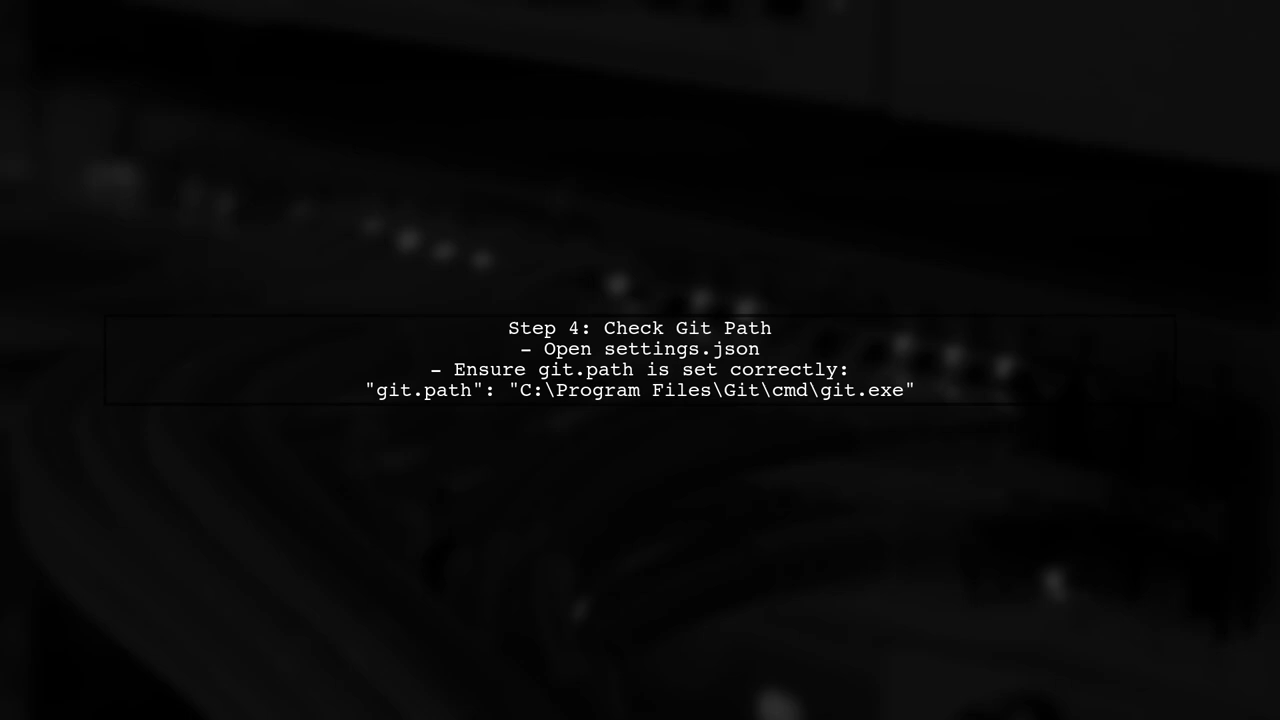 Step 4: Check Git Path
- Open settings.json
- Ensure git.path is set correctly:
"git.path": "C:\Program Files\Git\cmd\git.exe"